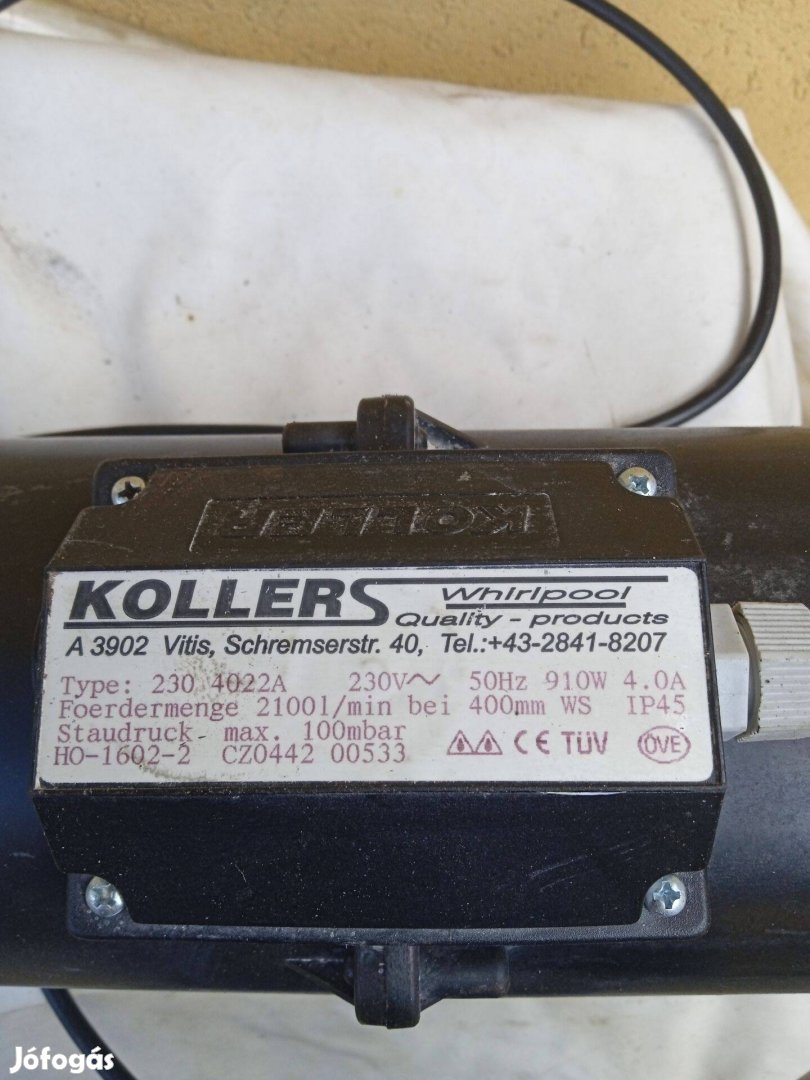 KOLLER
KOLLERS Whirlpool
Quality - products
A 3902 Vitis, Schremserstr. 40, Tel.:+43-2841-8207
Type: 230 4022A 230V~ 50Hz 910W 4.0A
Foerdermenge 2100l/min bei 400mm WS IP45
Staudruck max. 100mbar
HO-1602-2 CZ0442 00533 CE TÜV ÖVE
Jófogás